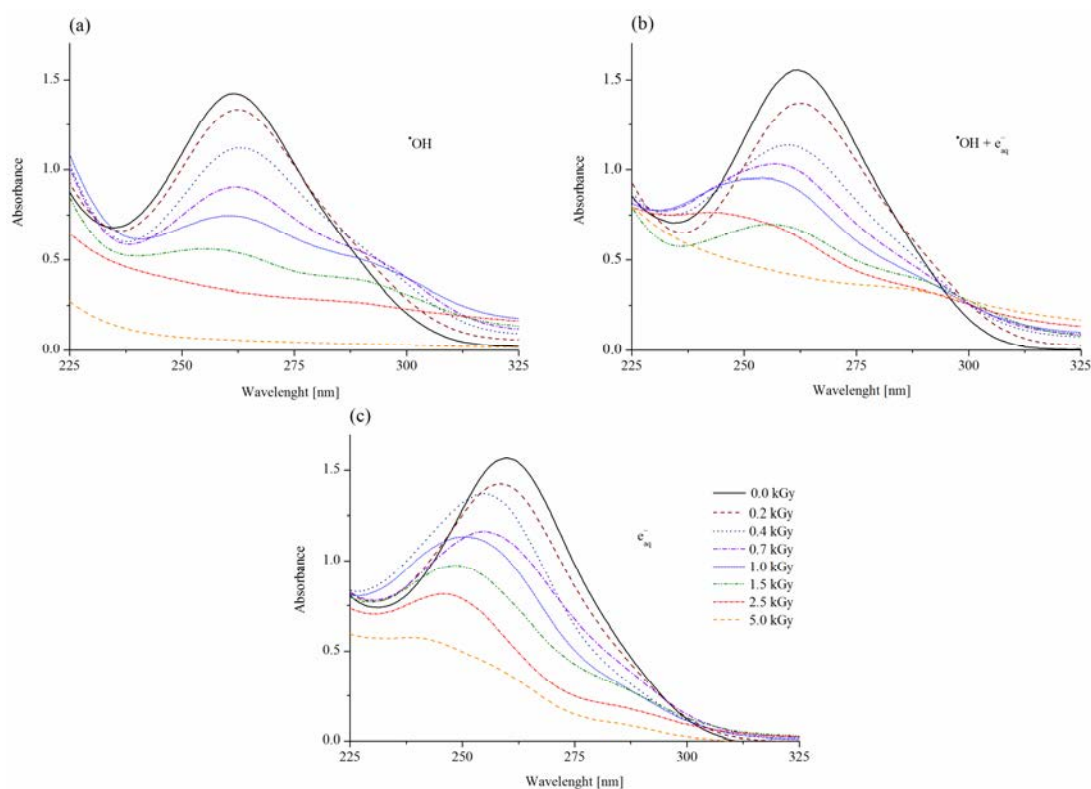 (a)
1.5
1.0
0.5
0.0
Absorbance
•OH
225 250 275 300 325
Wavelenght [nm]
(b)
1.5
1.0
0.5
0.0
Absorbance
•OH + e⁻aq
225 250 275 300 325
Wavelenght [nm]
(c)
1.5
1.0
0.5
0.0
Absorbance
e⁻aq
0.0 kGy
0.2 kGy
0.4 kGy
0.7 kGy
1.0 kGy
1.5 kGy
2.5 kGy
5.0 kGy
225 250 275 300 325
Wavelenght [nm]